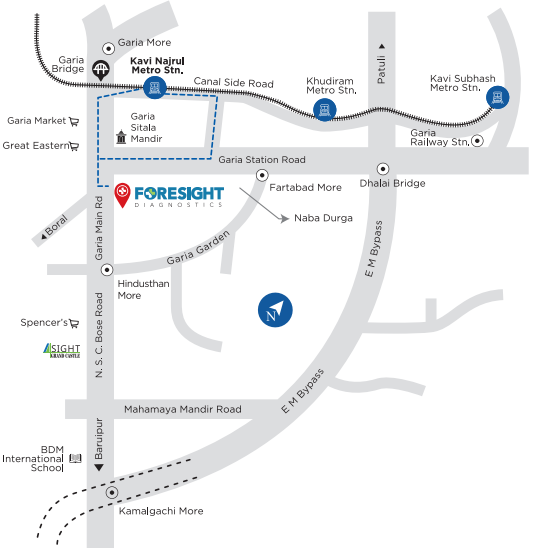 Garia More
Garia
Bridge
Kavi Najrul
Metro Stn.
Canal Side Road
Patuli
Khudiram
Metro Stn.
Kavi Subhash
Metro Stn.
Garia Market
Great Eastern
Garia
Sitala
Mandir
Garia
Railway Stn.
Garia Station Road
Fartabad More
Dhalai Bridge
FORESIGHT
DIAGNOSTICS
Naba Durga
Boral
Garia Main Rd
Garia Garden
E M Bypass
Hindusthan
More
N
Spencer's
N. S. C. Bose Road
SIGHT
GRAND CASTLE
Mahamaya Mandir Road
E M Bypass
Baruipur
BDM
International
School
Kamalgachi More